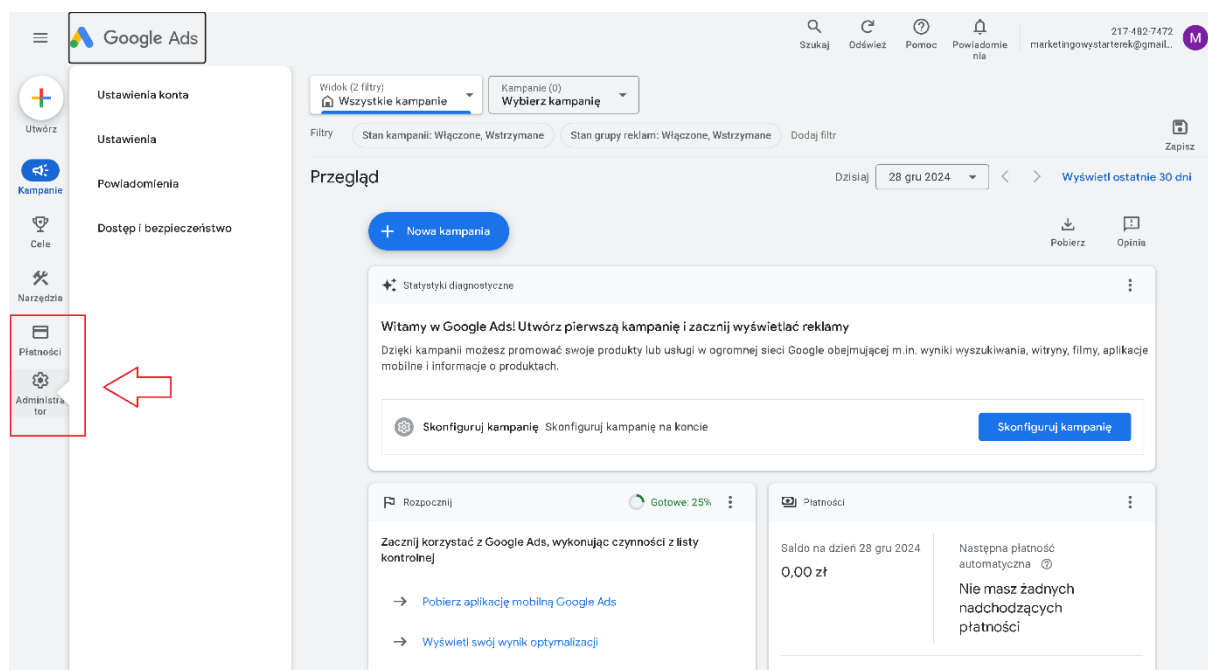 Google Ads
Szukaj
Odśwież
Pomoc
Powiadomie
nia
217-482-7472
marketingowystarterek@gmail...
M
Utwórz
Kampanie
Cele
Narzędzia
Płatności
Administra
tor
Ustawienia konta
Ustawienia
Powiadomienia
Dostęp i bezpieczeństwo
Widok (2 filtry)
Wszystkie kampanie
Kampanie (0)
Wybierz kampanię
Filtry
Stan kampanii: Włączone, Wstrzymane
Stan grupy reklam: Włączone, Wstrzymane
Dodaj filtr
Zapisz
Przegląd
Dzisiaj
28 gru 2024
Wyświetl ostatnie 30 dni
Nowa kampania
Pobierz
Opinia
Statystyki diagnostyczne
Witamy w Google Ads! Utwórz pierwszą kampanię i zacznij wyświetlać reklamy
Dzięki kampanii możesz promować swoje produkty lub usługi w ogromnej sieci Google obejmującej m.in. wyniki wyszukiwania, witryny, filmy, aplikacje
mobilne i informacje o produktach.
Skonfiguruj kampanię Skonfiguruj kampanię na koncie
Skonfiguruj kampanię
Rozpocznij
Gotowe: 25%
Zacznij korzystać z Google Ads, wykonując czynności z listy
kontrolnej
Pobierz aplikację mobilną Google Ads
Wyświetl swój wynik optymalizacji
Płatności
Saldo na dzień 28 gru 2024
0,00 zł
Następna płatność
automatyczna
Nie masz żadnych
nadchodzących
płatności